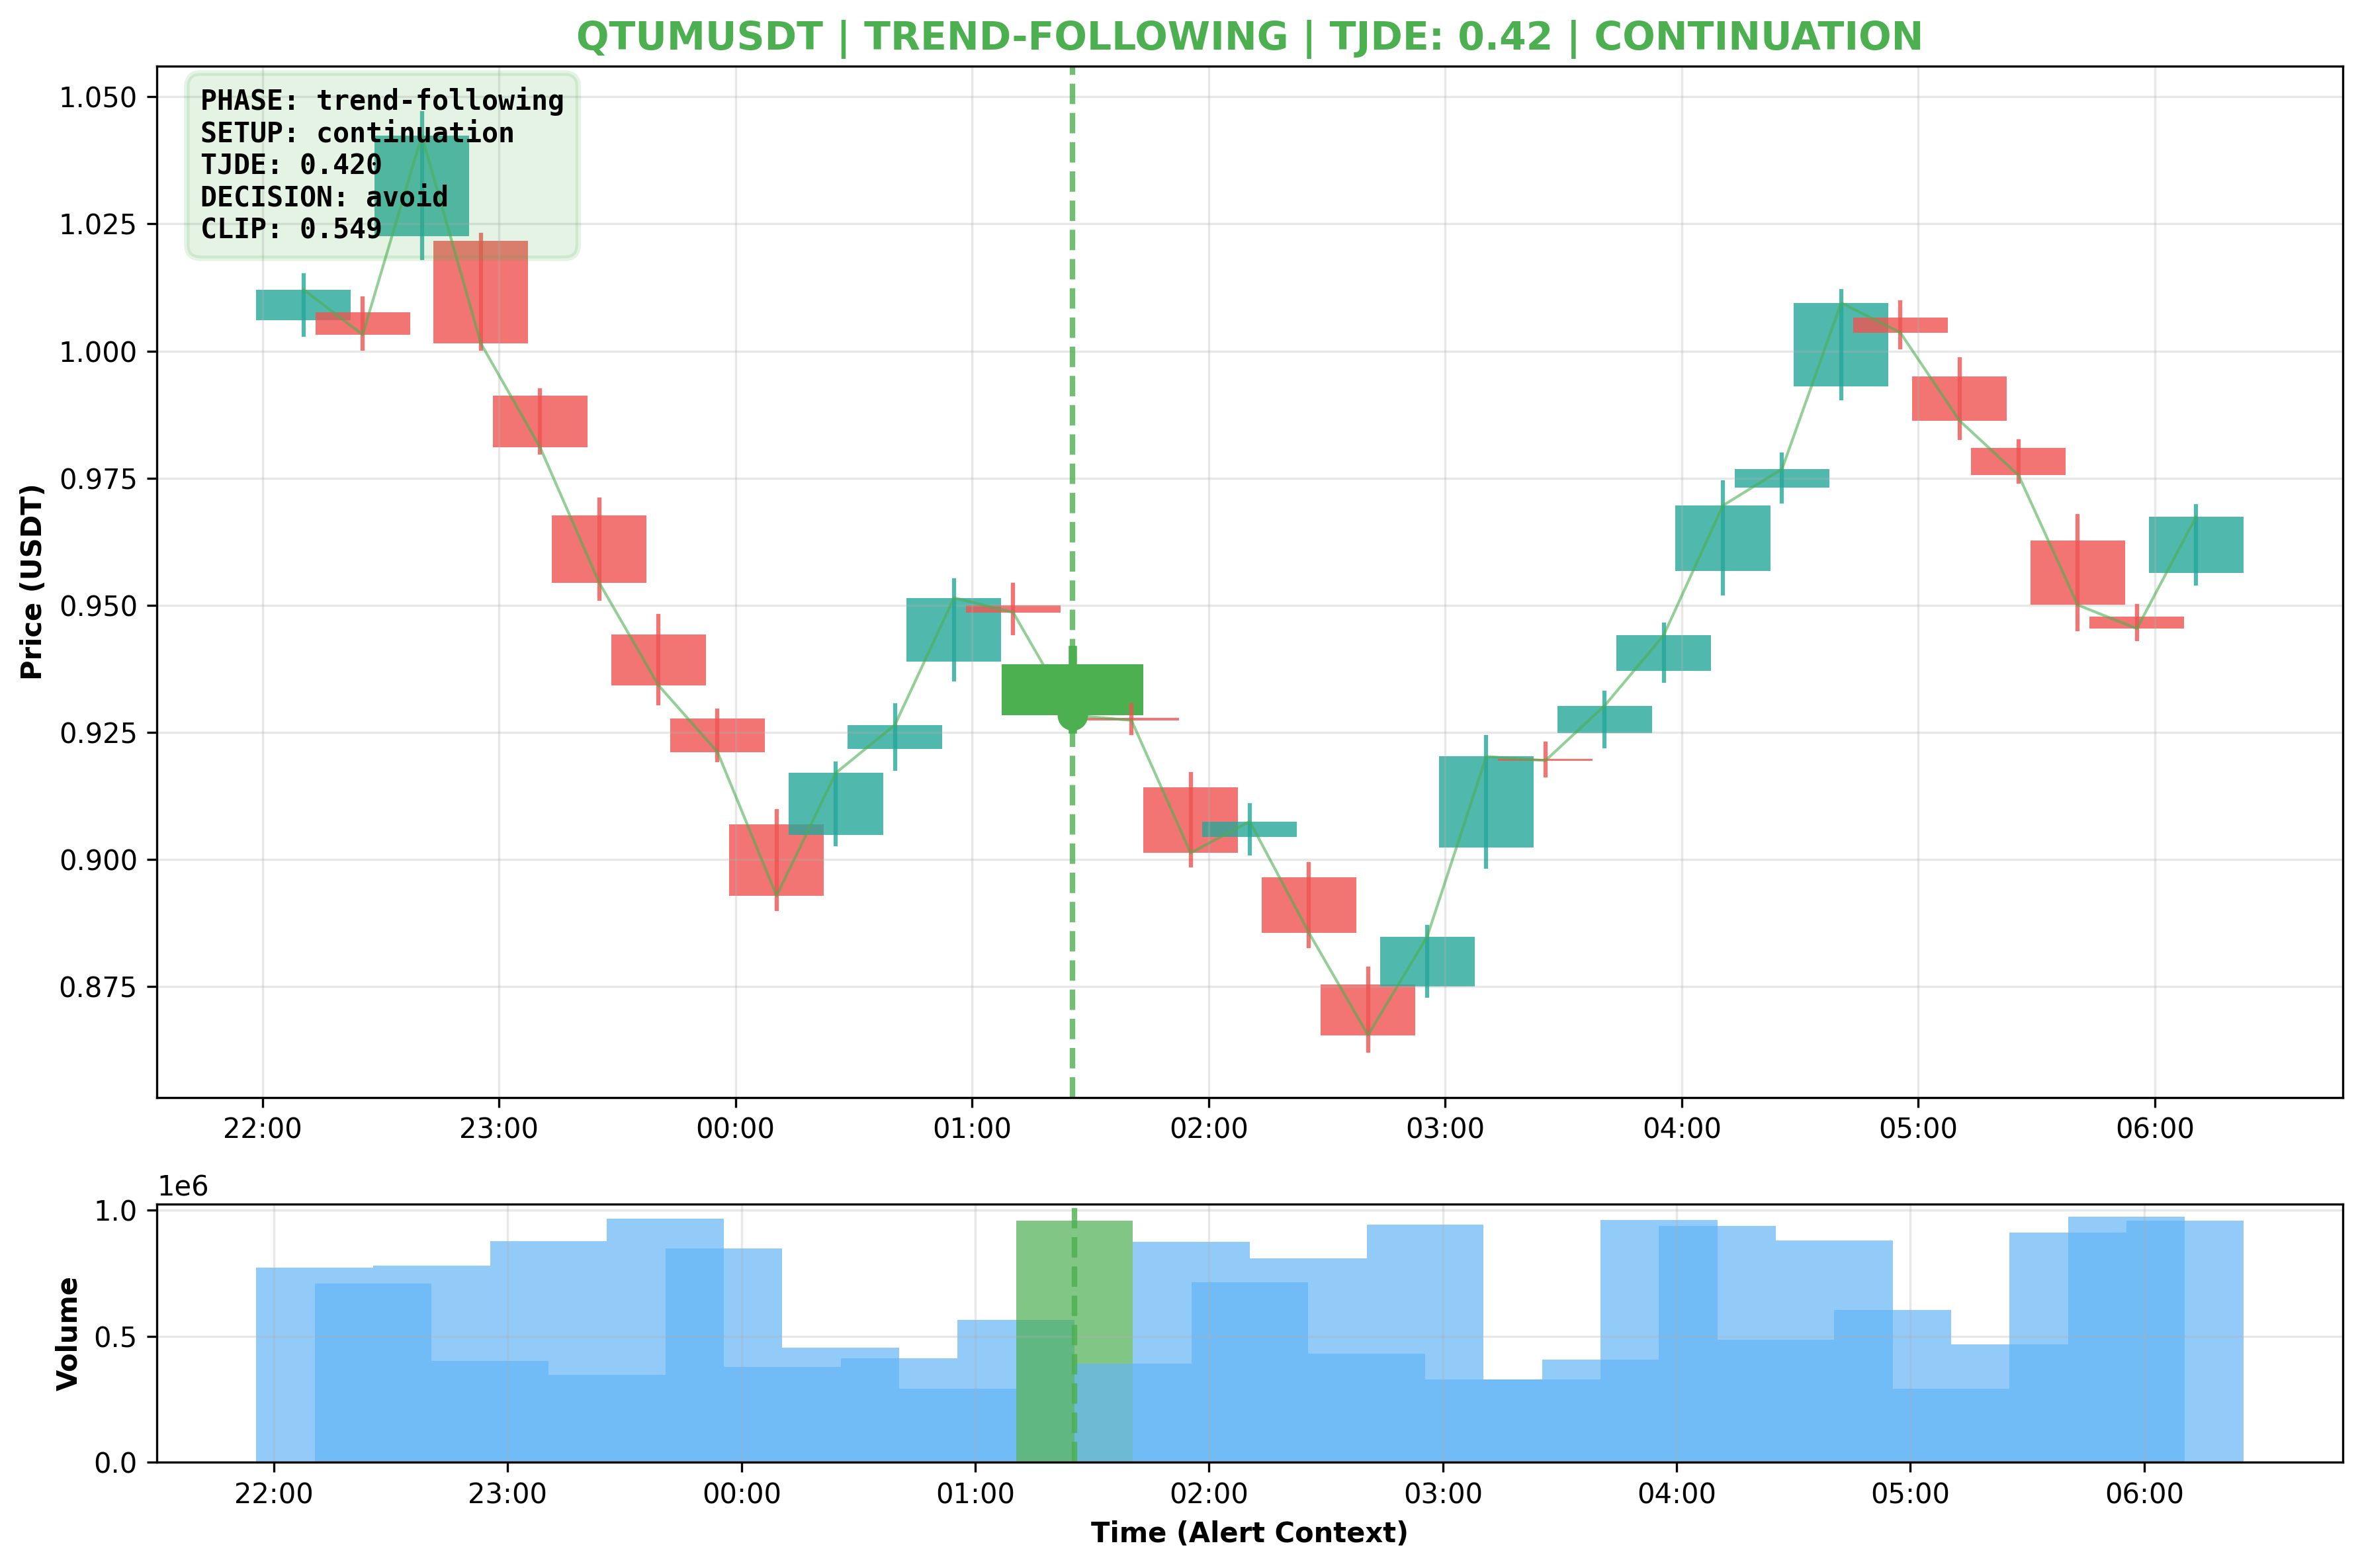 QTUMUSDT | TREND-FOLLOWING | TJDE: 0.42 | CONTINUATION
PHASE: trend-following
SETUP: continuation
TJDE: 0.420
DECISION: avoid
CLIP: 0.549
Price (USDT)
1.050
1.025
1.000
0.975
0.950
0.925
0.900
0.875
22:00 23:00 00:00 01:00 02:00 03:00 04:00 05:00 06:00
1e6
Volume
1.0
0.5
0.0
22:00 23:00 00:00 01:00 02:00 03:00 04:00 05:00 06:00
Time (Alert Context)